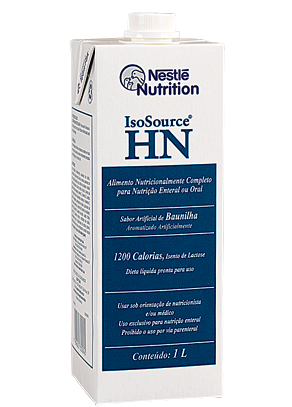 Nestlé
Nutrition
IsoSource®
HN
Alimento Nutricionalmente Completo
para Nutrição Enteral ou Oral
Sabor Artificial de Baunilha
Aromatizado Artificialmente
1200 Calorias, Isento de Lactose
Dieta líquida pronta para uso
Usar sob orientação de nutricionista
e/ou médico
Uso exclusivo para nutrição enteral
Proibido o uso por via parenteral
Conteúdo: 1 L